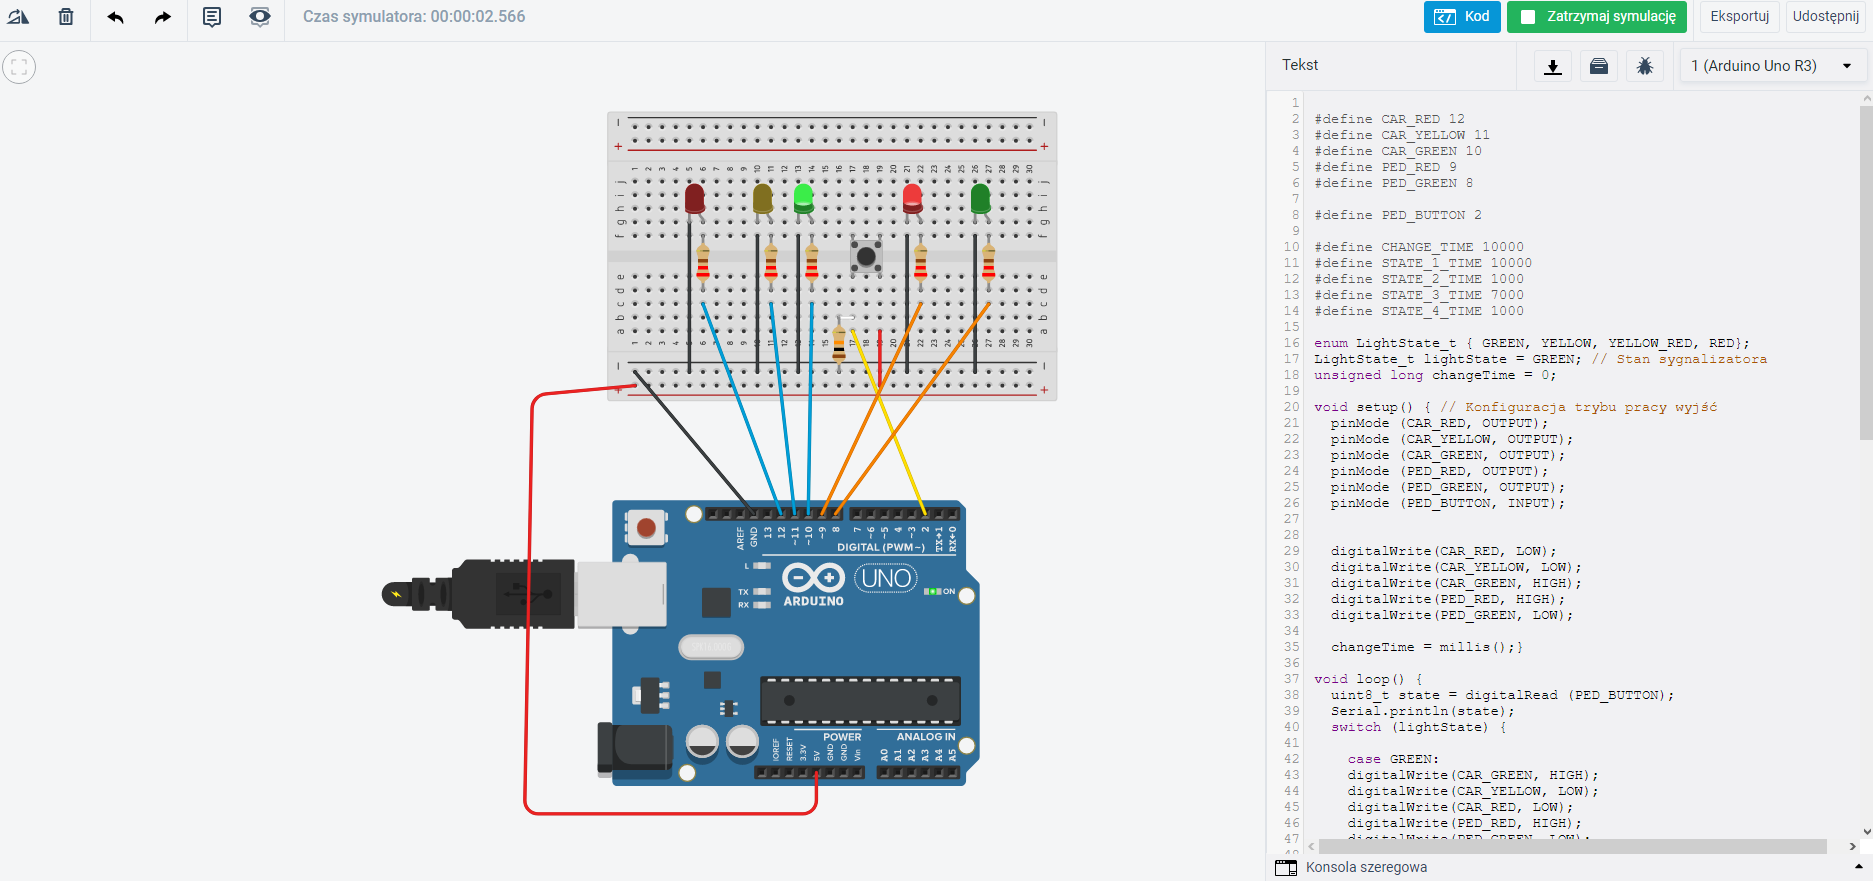 Czas symulatora: 00:00:02.566
Kod
Zatrzymaj symulację
Eksportuj
Udostępnij
Tekst
1 (Arduino Uno R3)
1
2 #define CAR_RED 12
3 #define CAR_YELLOW 11
4 #define CAR_GREEN 10
5 #define PED_RED 9
6 #define PED_GREEN 8
7
8 #define PED_BUTTON 2
9
10 #define CHANGE_TIME 10000
11 #define STATE_1_TIME 10000
12 #define STATE_2_TIME 1000
13 #define STATE_3_TIME 7000
14 #define STATE_4_TIME 1000
15
16 enum LightState_t { GREEN, YELLOW, YELLOW_RED, RED};
17 LightState_t lightState = GREEN; // Stan sygnalizatora
18 unsigned long changeTime = 0;
19
20 void setup() { // Konfiguracja trybu pracy wyjść
21 pinMode (CAR_RED, OUTPUT);
22 pinMode (CAR_YELLOW, OUTPUT);
23 pinMode (CAR_GREEN, OUTPUT);
24 pinMode (PED_RED, OUTPUT);
25 pinMode (PED_GREEN, OUTPUT);
26 pinMode (PED_BUTTON, INPUT);
27
28
29 digitalWrite(CAR_RED, LOW);
30 digitalWrite(CAR_YELLOW, LOW);
31 digitalWrite(CAR_GREEN, HIGH);
32 digitalWrite(PED_RED, HIGH);
33 digitalWrite(PED_GREEN, LOW);
34
35 changeTime = millis();}
36
37 void loop() {
38 uint8_t state = digitalRead (PED_BUTTON);
39 Serial.println(state);
40 switch (lightState) {
41
42 case GREEN:
43 digitalWrite(CAR_GREEN, HIGH);
44 digitalWrite(CAR_YELLOW, LOW);
45 digitalWrite(CAR_RED, LOW);
46 digitalWrite(PED_RED, HIGH);
47 digitalWrite(PED_GREEN, LOW);
Konsola szeregowa
AREF
GND
13
12
~11
~10
~9
8
7
~6
~5
4
~3
2
TX→1
RX←0
DIGITAL (PWM~)
L
TX
RX
ARDUINO
UNO
ON
POWER
ANALOG IN
IOREF
RESET
3.3V
5V
GND
GND
Vin
A0
A1
A2
A3
A4
A5